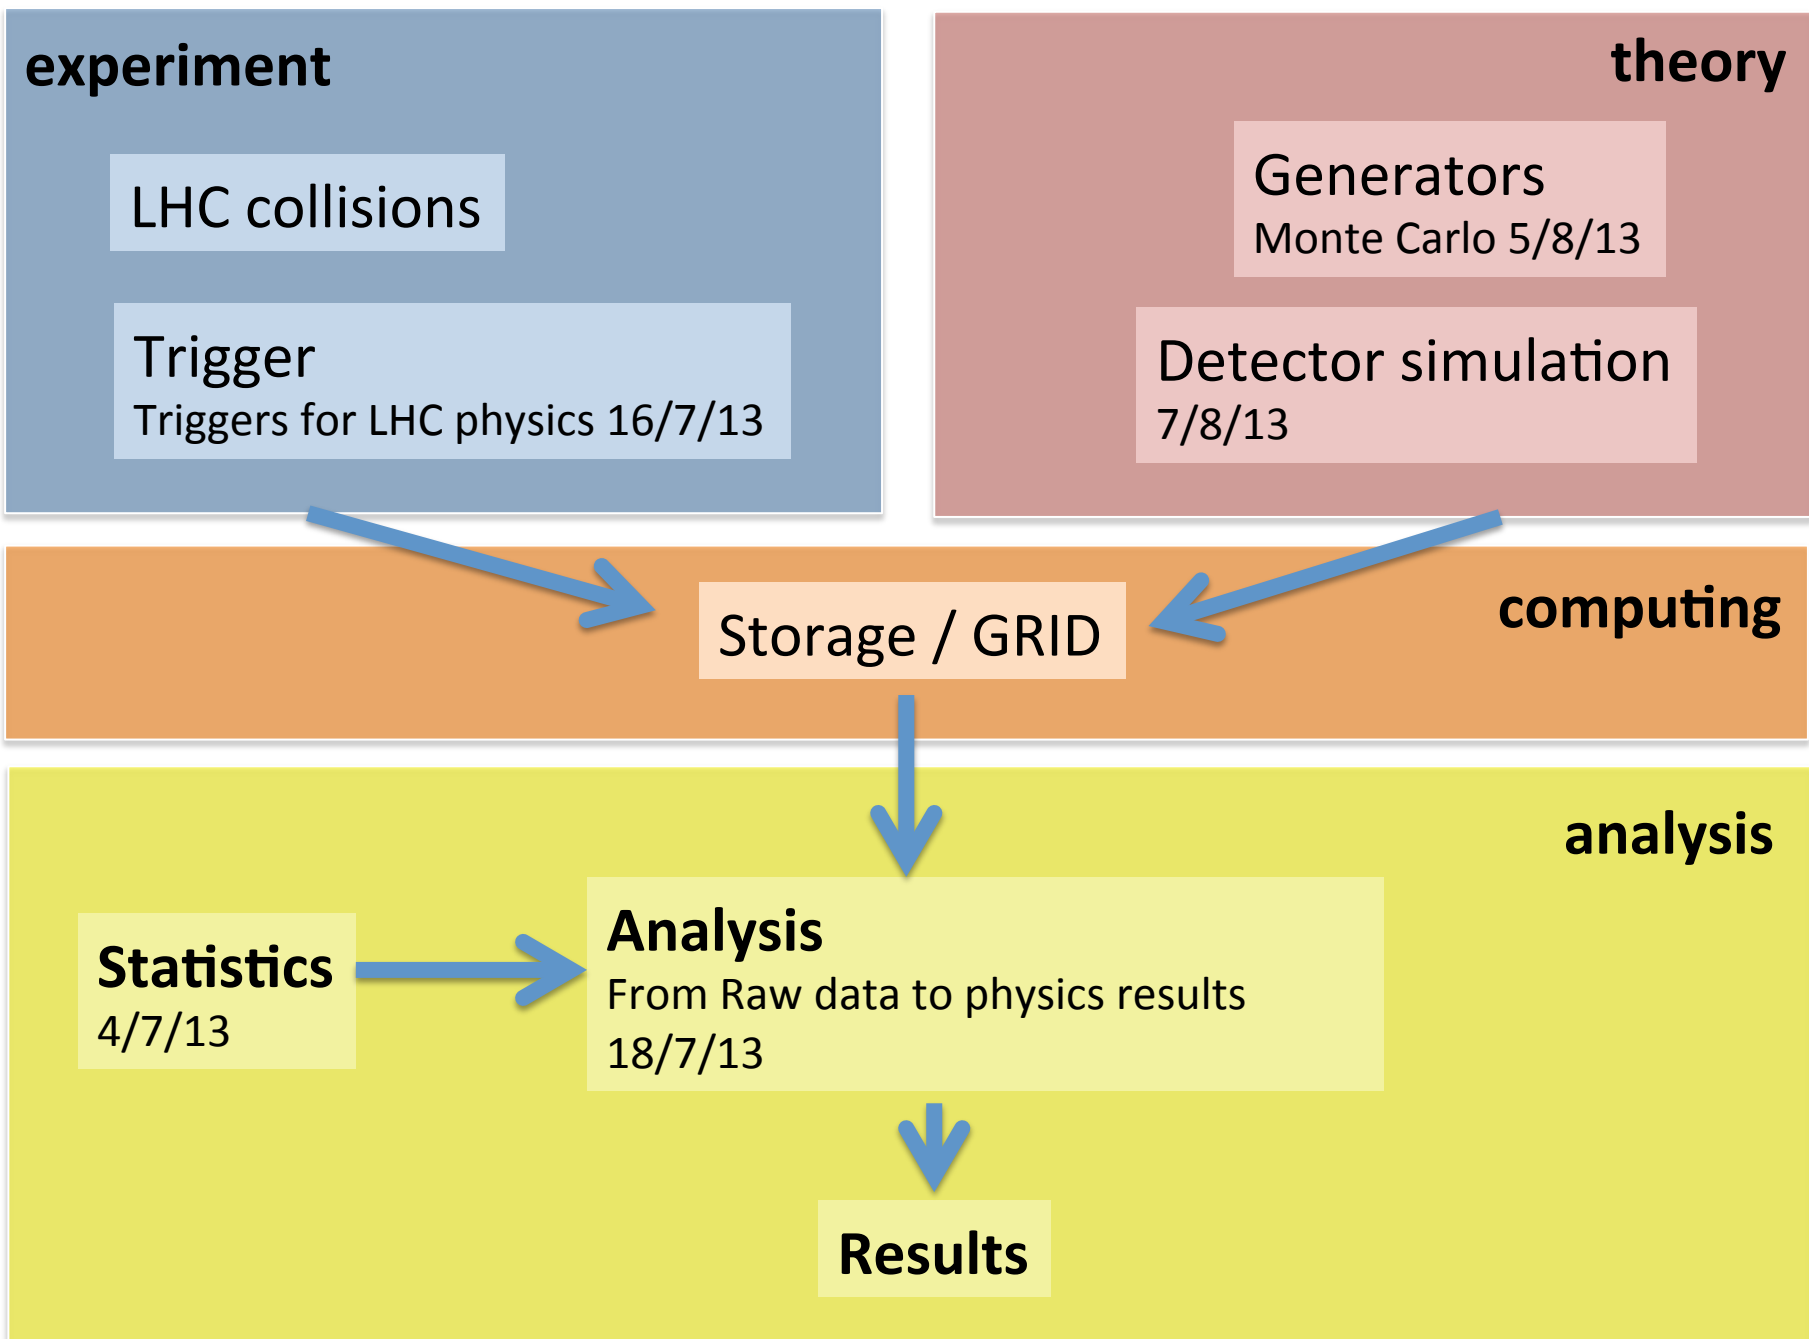 experiment
LHC collisions
Trigger
Triggers for LHC physics 16/7/13
theory
Generators
Monte Carlo 5/8/13
Detector simulation
7/8/13
computing
Storage / GRID
analysis
Statistics
4/7/13
Analysis
From Raw data to physics results
18/7/13
Results